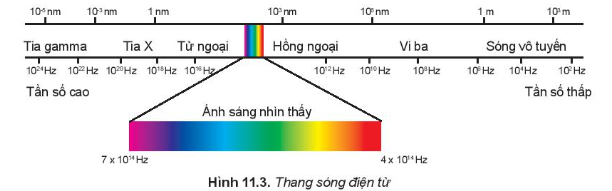 10⁻⁵ nm 10⁻³ nm 1 nm 10³ nm 10⁶ nm 1 m 10³ m
Tia gamma Tia X Tử ngoại Hồng ngoại Vi ba Sóng vô tuyến
10²⁴ Hz 10²² Hz 10²⁰ Hz 10¹⁸ Hz 10¹⁶ Hz 10¹² Hz 10¹⁰ Hz 10⁸ Hz 10⁶ Hz 10⁴ Hz 10² Hz
Tần số cao Tần số thấp
Ánh sáng nhìn thấy
7 x 10¹⁴ Hz 4 x 10¹⁴ Hz
Hình 11.3. Thang sóng điện từ